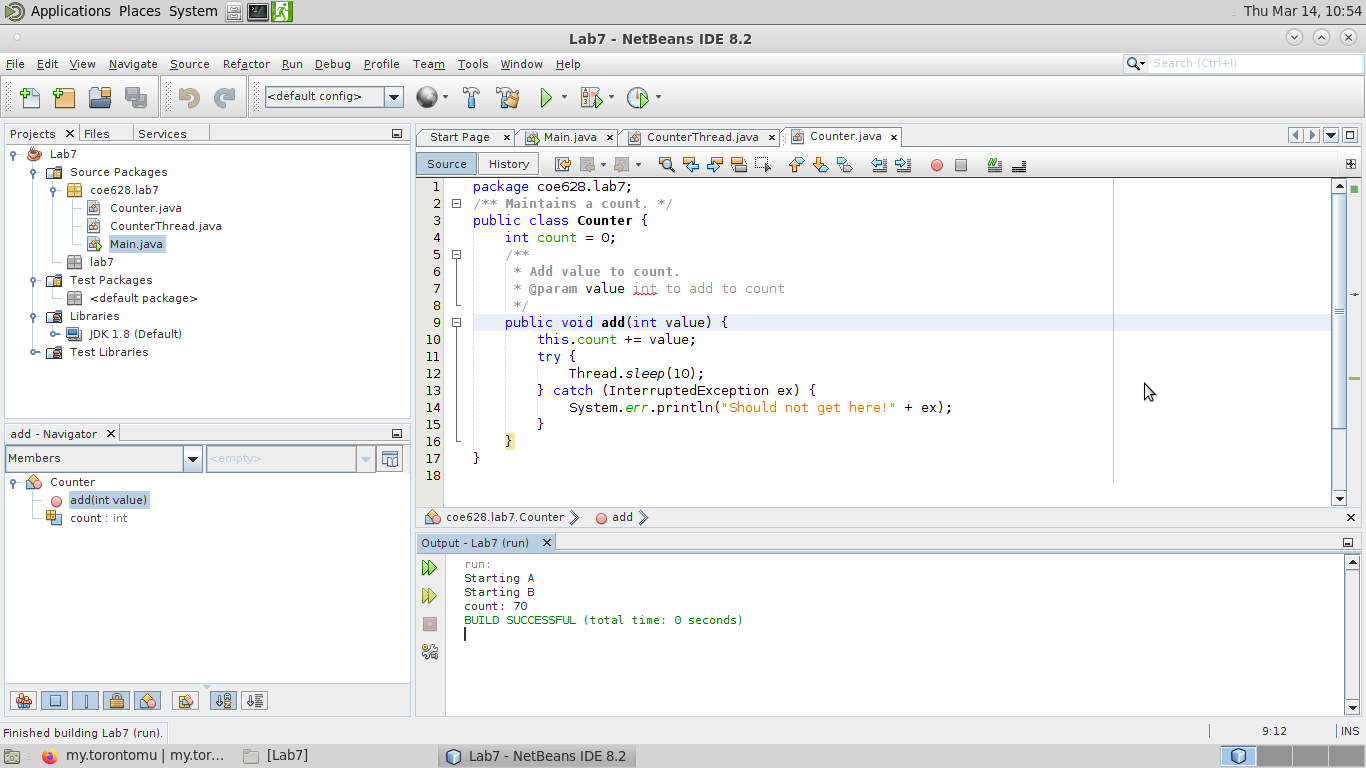 Applications Places System
Thu Mar 14, 10:54
Lab7 - NetBeans IDE 8.2
File Edit View Navigate Source Refactor Run Debug Profile Team Tools Window Help
Search (Ctrl+I)
<default config>
Projects Files Services
Lab7
Source Packages
coe628.lab7
Counter.java
CounterThread.java
Main.java
lab7
Test Packages
<default package>
Libraries
JDK 1.8 (Default)
Test Libraries
add - Navigator
Members
<empty>
Counter
add(int value)
count : int
Start Page Main.java CounterThread.java Counter.java
Source History
1 package coe628.lab7;
2 /** Maintains a count. */
3 public class Counter {
4 int count = 0;
5 /**
6 * Add value to count.
7 * @param value int to add to count
8 */
9 public void add(int value) {
10 this.count += value;
11 try {
12 Thread.sleep(10);
13 } catch (InterruptedException ex) {
14 System.err.println("Should not get here!" + ex);
15 }
16 }
17 }
18
coe628.lab7.Counter add
Output - Lab7 (run)
run:
Starting A
Starting B
count: 70
BUILD SUCCESSFUL (total time: 0 seconds)
Finished building Lab7 (run).
9:12 INS
my.torontomu | my.tor... [Lab7] Lab7 - NetBeans IDE 8.2